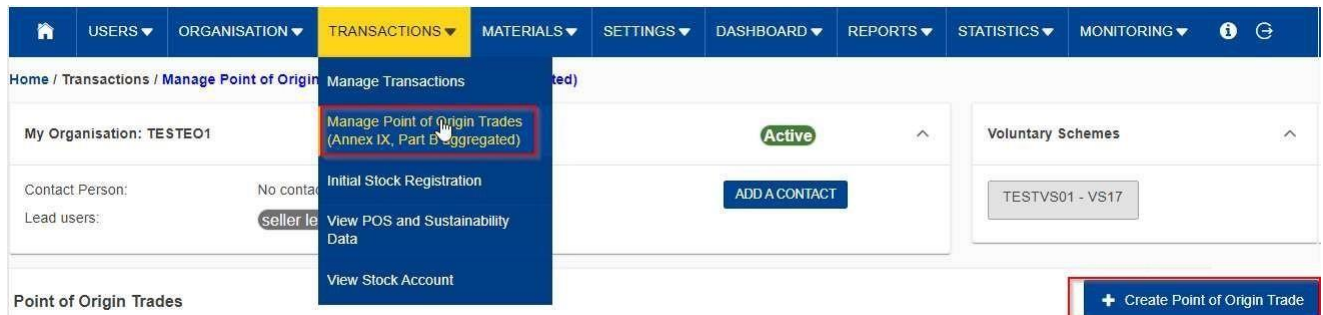 USERS ORGANISATION TRANSACTIONS MATERIALS SETTINGS DASHBOARD REPORTS STATISTICS MONITORING
Home / Transactions / Manage Point of Origin ted)
Manage Transactions
Manage Point of Origin Trades
(Annex IX, Part B aggregated)
Initial Stock Registration
View POS and Sustainability
Data
View Stock Account
My Organisation: TESTEO1 Active
Contact Person: No contac ADD A CONTACT
Lead users: seller le
Voluntary Schemes
TESTVS01 - VS17
Point of Origin Trades + Create Point of Origin Trade